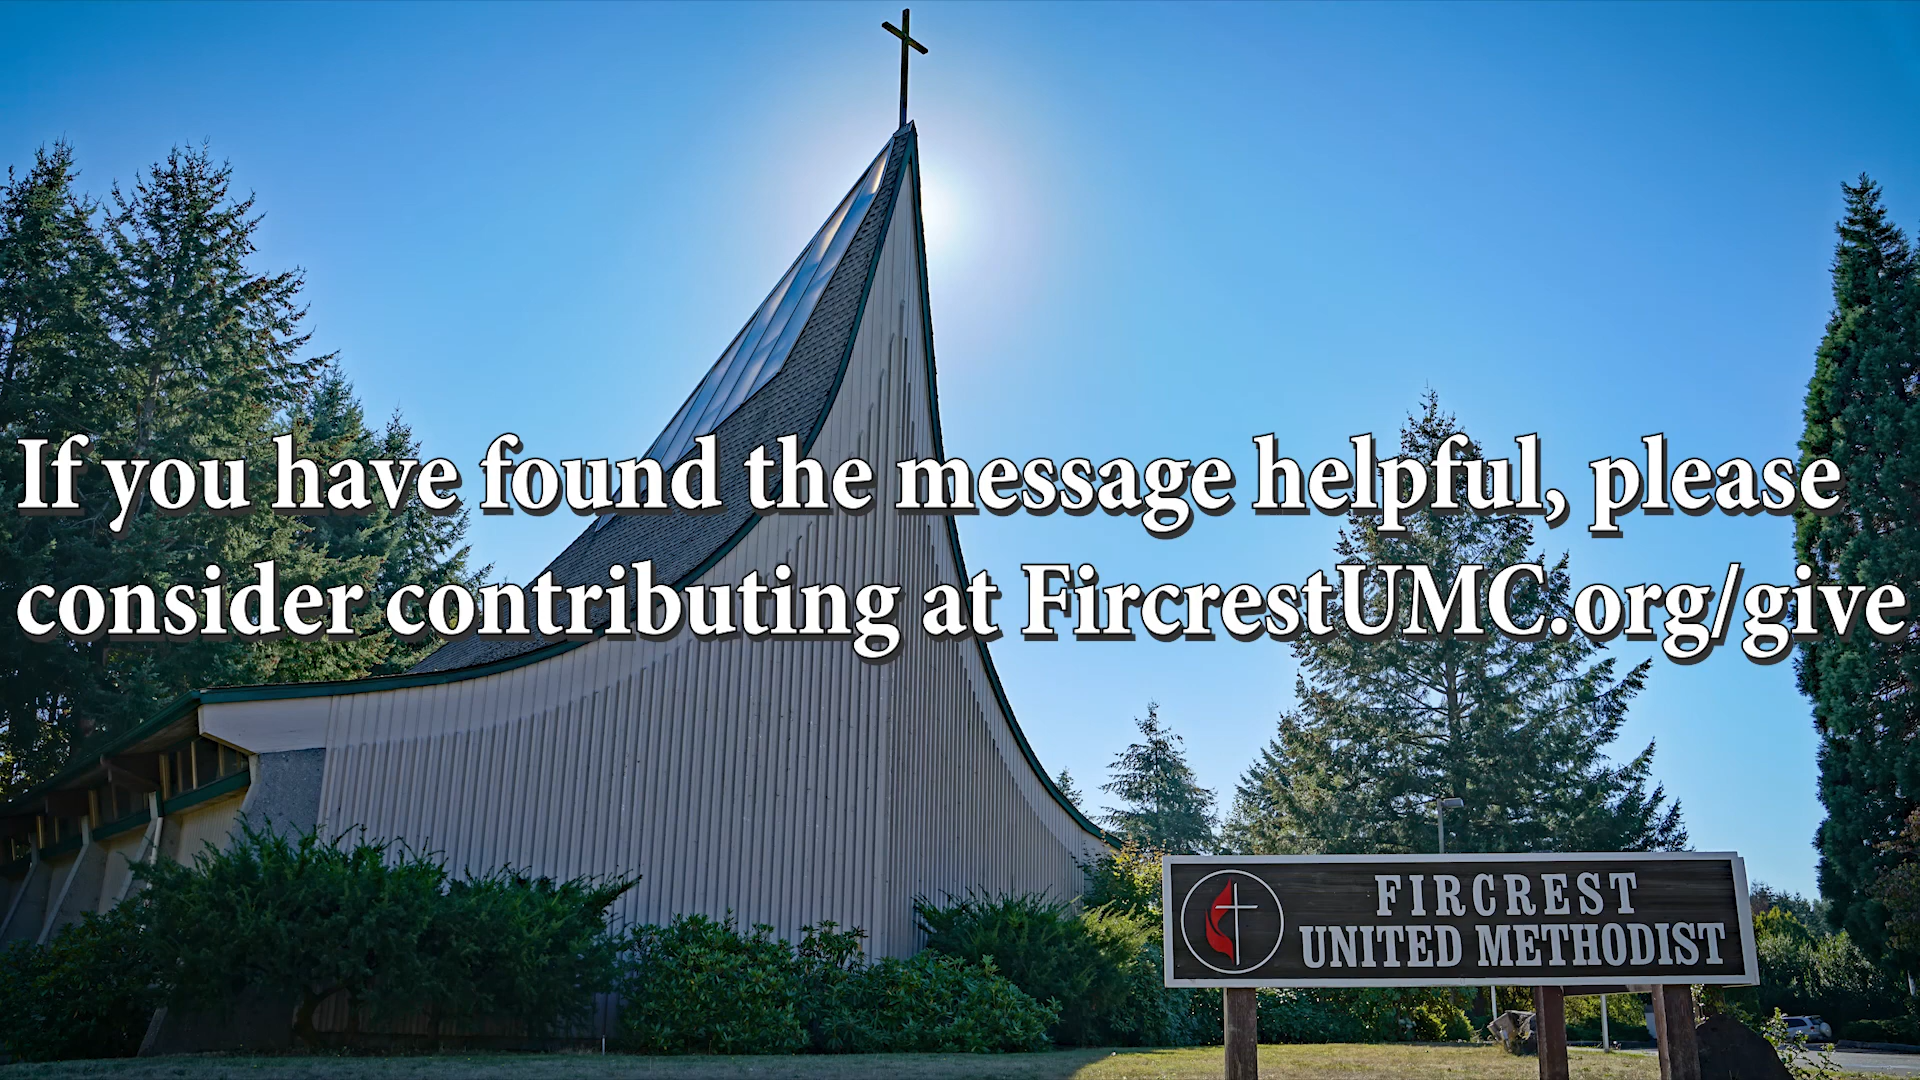 If you have found the message helpful, please
consider contributing at FircrestUMC.org/give
FIRCREST
UNITED METHODIST